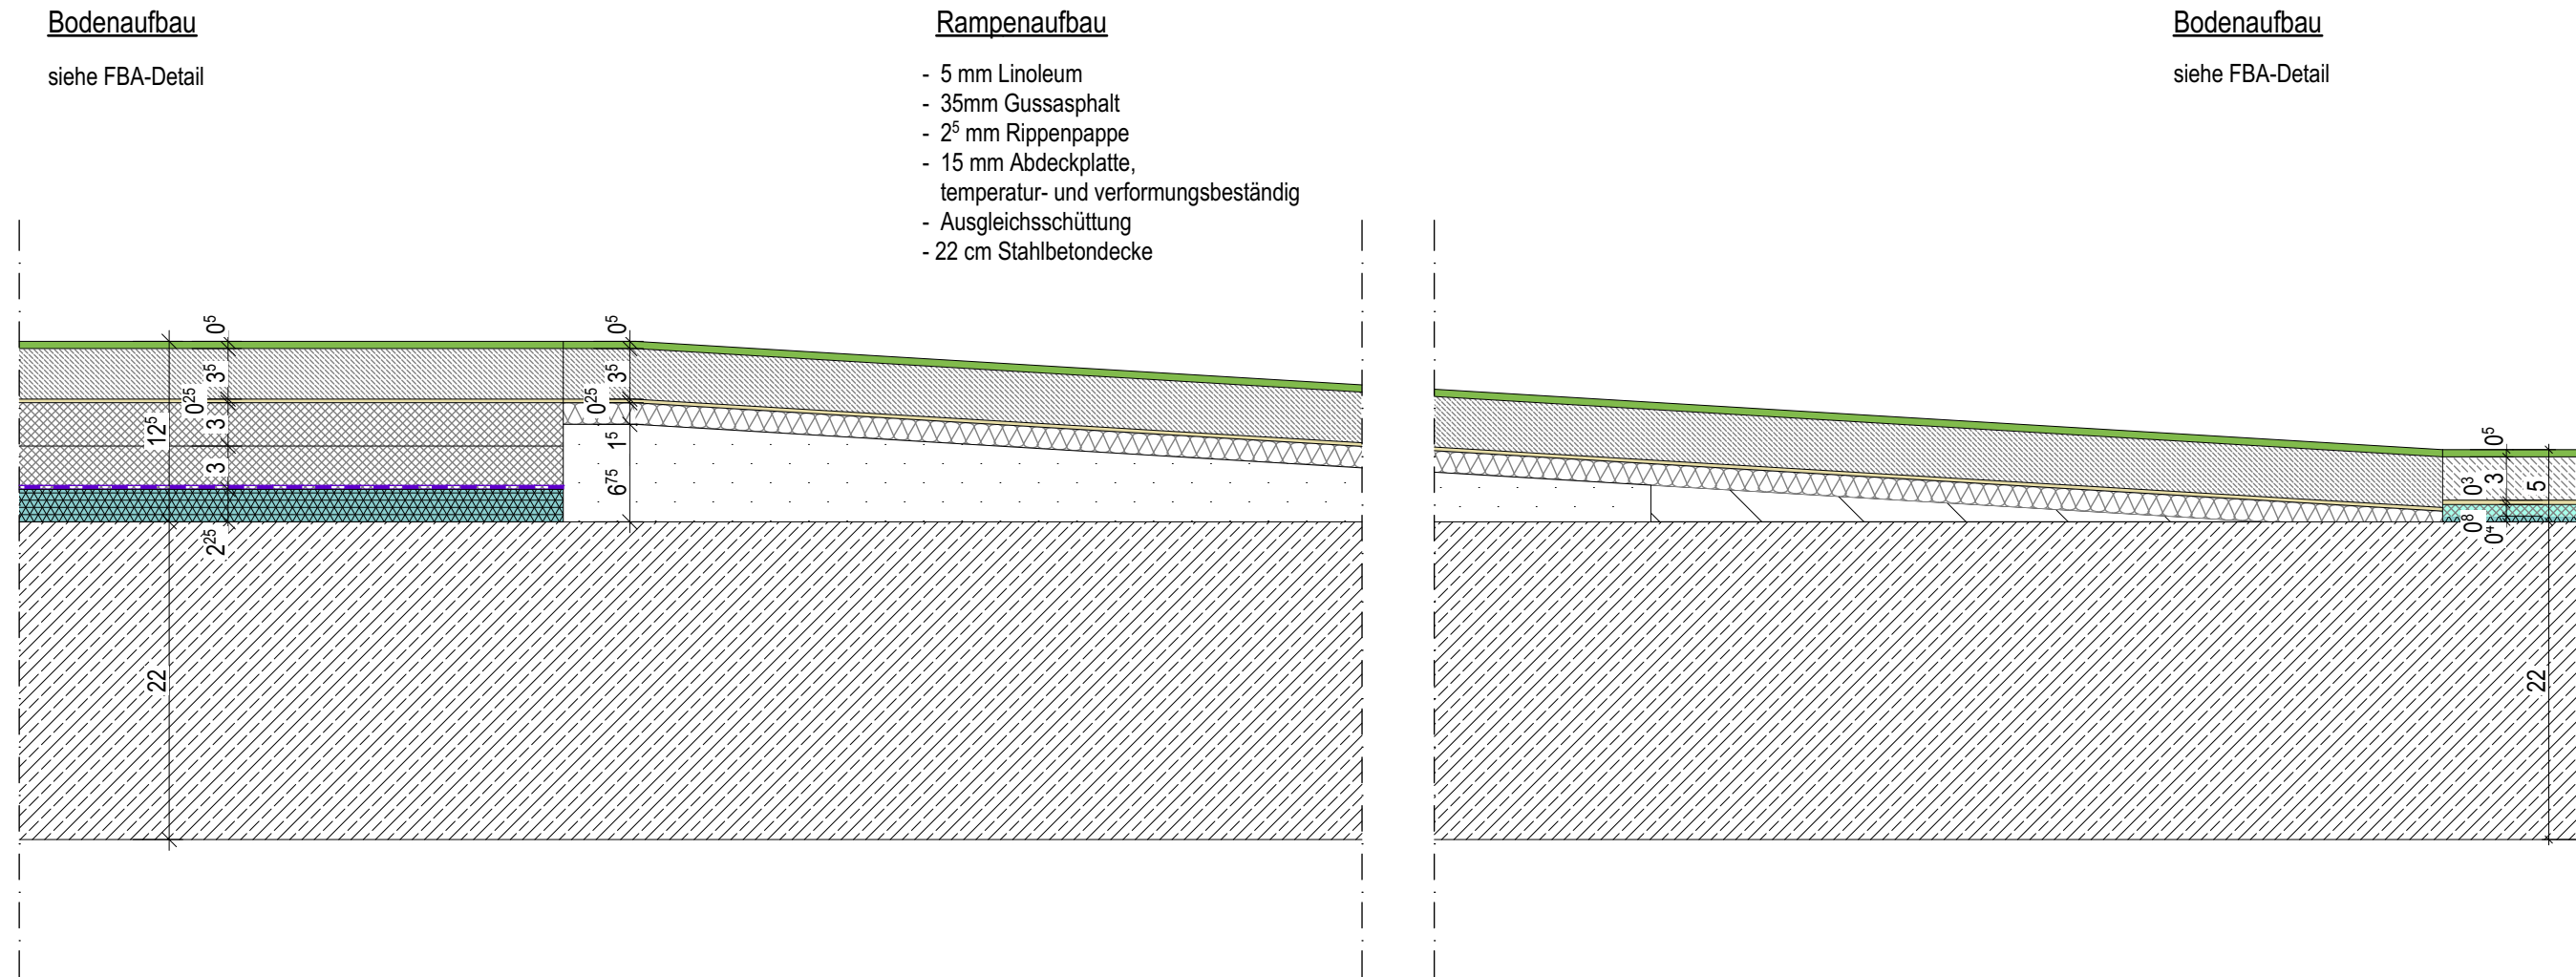 Bodenaufbau
siehe FBA-Detail
Rampenaufbau
- 5 mm Linoleum
- 35mm Gussasphalt
- 2⁵ mm Rippenpappe
- 15 mm Abdeckplatte,
temperatur- und verformungsbeständig
- Ausgleichsschüttung
- 22 cm Stahlbetondecke
Bodenaufbau
siehe FBA-Detail
12⁵
22
0⁵
3⁵
0²⁵
3
3
2²⁵
0⁵
3⁵
0²⁵
1⁵
6⁷⁵
0⁵
3
0³
0⁸
0⁴
5
22